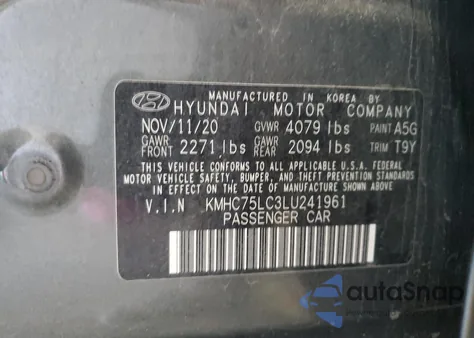 MANUFACTURED IN KOREA BY
HYUNDAI MOTOR COMPANY
NOV/11/20 GVWR 4079 lbs PAINT A5G
GAWR FRONT 2271 lbs GAWR REAR 2094 lbs TRIM T9Y
THIS VEHICLE CONFORMS TO ALL APPLICABLE U.S.A. FEDERAL
MOTOR VEHICLE SAFETY, BUMPER, AND THEFT PREVENTION STANDARDS
IN EFFECT ON THE DATE OF MANUFACTURE SHOWN ABOVE.
V.I.N KMHC75LC3LU241961
PASSENGER CAR
autoSnap